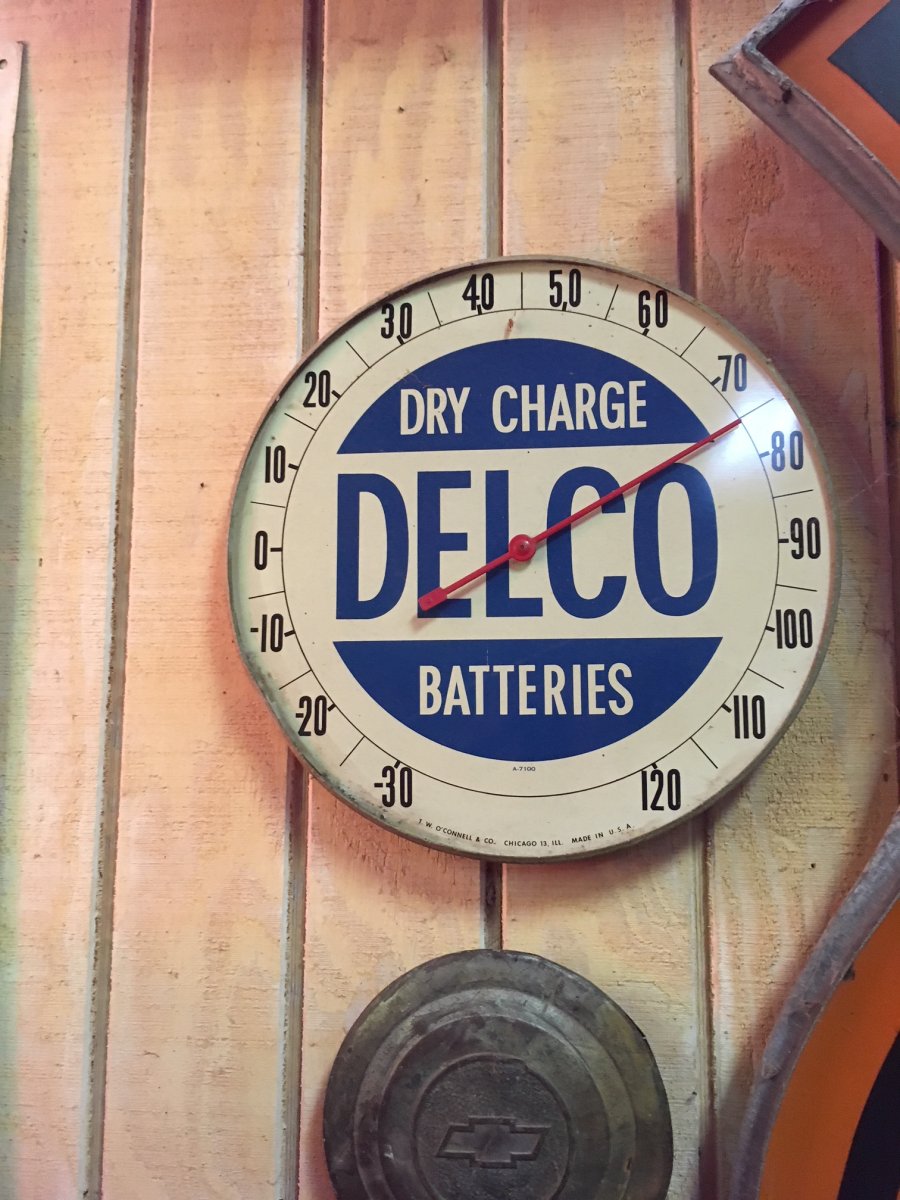 40 50
30 60
20 70
DRY CHARGE
10 80
DELCO
0 90
-10 100
BATTERIES
-20 110
A-7100
-30 120
T. W. O'CONNELL & CO. CHICAGO 13, ILL. MADE IN U. S. A.